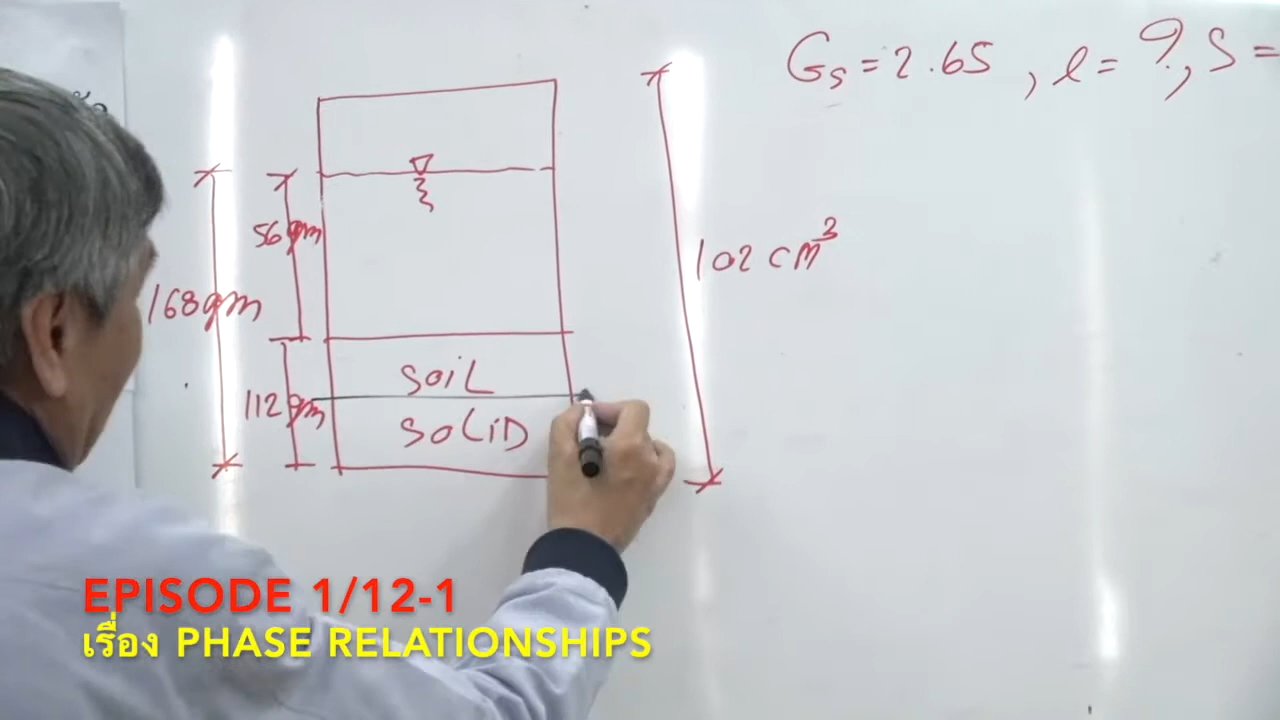 Gs = 2.65 , e = ?, S =
56 gm
102 cm³
168 gm
SOIL
112 gm
SOLID
EPISODE 1/12-1
เรื่อง PHASE RELATIONSHIPS